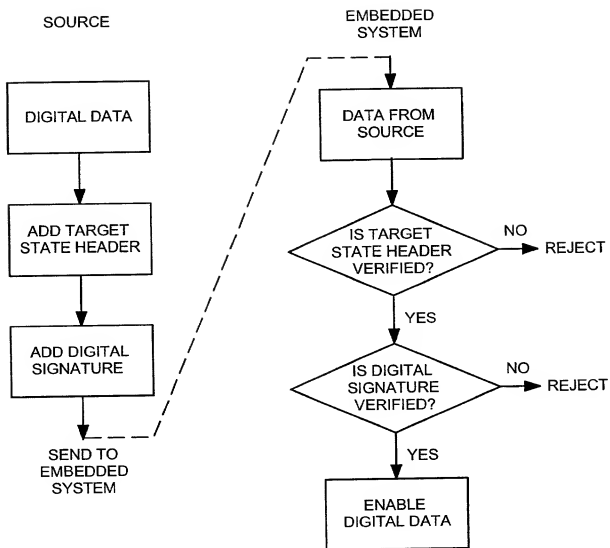 SOURCE
DIGITAL DATA
ADD TARGET
STATE HEADER
ADD DIGITAL
SIGNATURE
SEND TO
EMBEDDED
SYSTEM
EMBEDDED
SYSTEM
DATA FROM
SOURCE
IS TARGET
STATE HEADER
VERIFIED?
NO
REJECT
YES
IS DIGITAL
SIGNATURE
VERIFIED?
NO
REJECT
YES
ENABLE
DIGITAL DATA